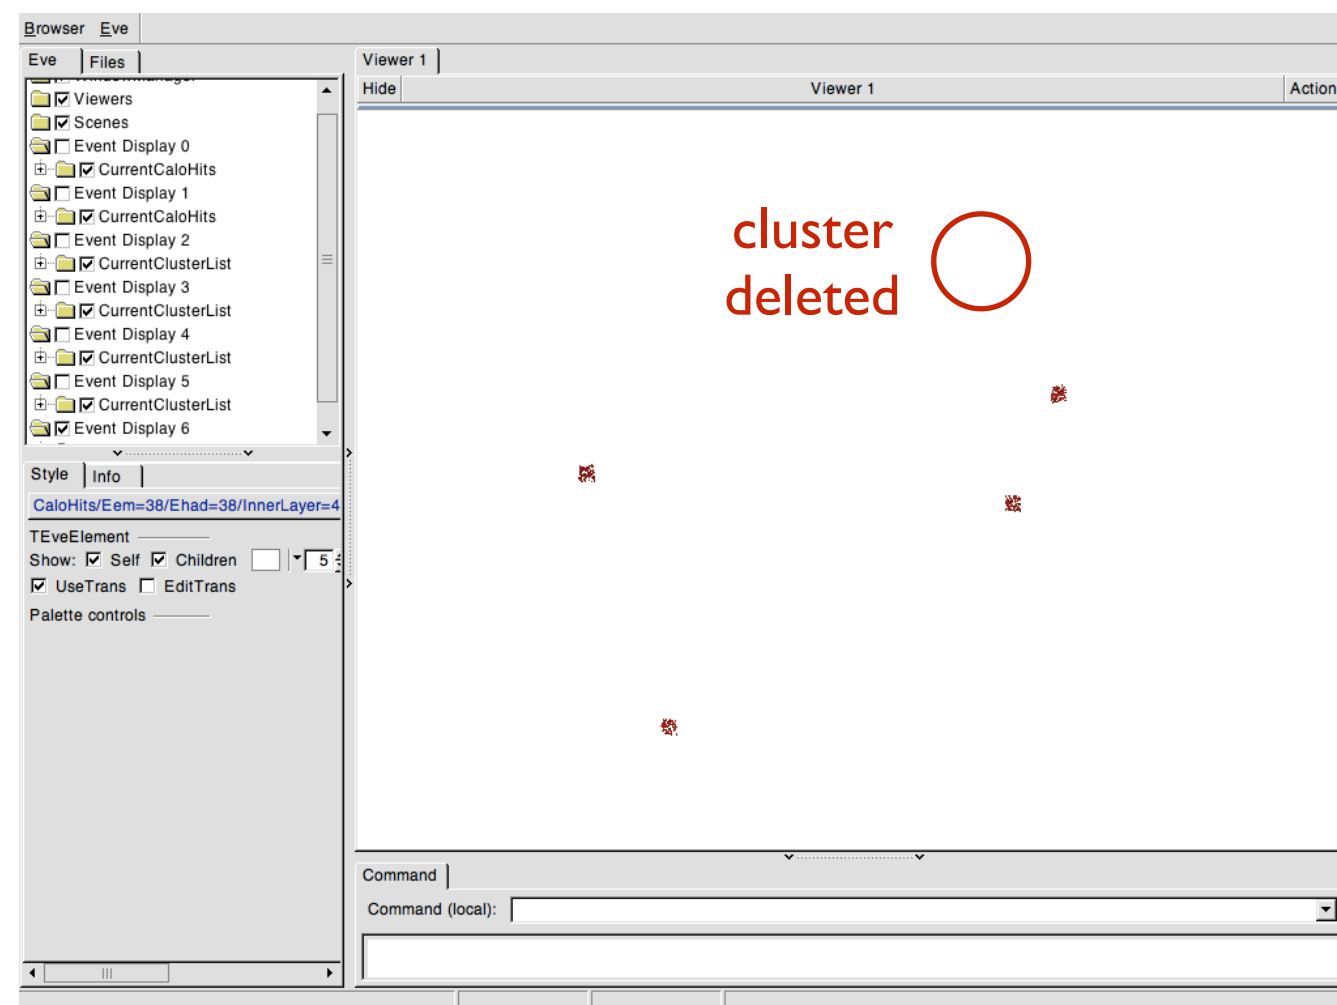 Browser Eve
Eve Files
Viewers
Scenes
Event Display 0
CurrentCaloHits
Event Display 1
CurrentCaloHits
Event Display 2
CurrentClusterList
Event Display 3
CurrentClusterList
Event Display 4
CurrentClusterList
Event Display 5
CurrentClusterList
Event Display 6
Style Info
CaloHits/Eem=38/Ehad=38/InnerLayer=4
TEveElement
Show: Self Children 5
UseTrans EditTrans
Palette controls
Viewer 1
Hide Viewer 1 Action
cluster
deleted
Command
Command (local):